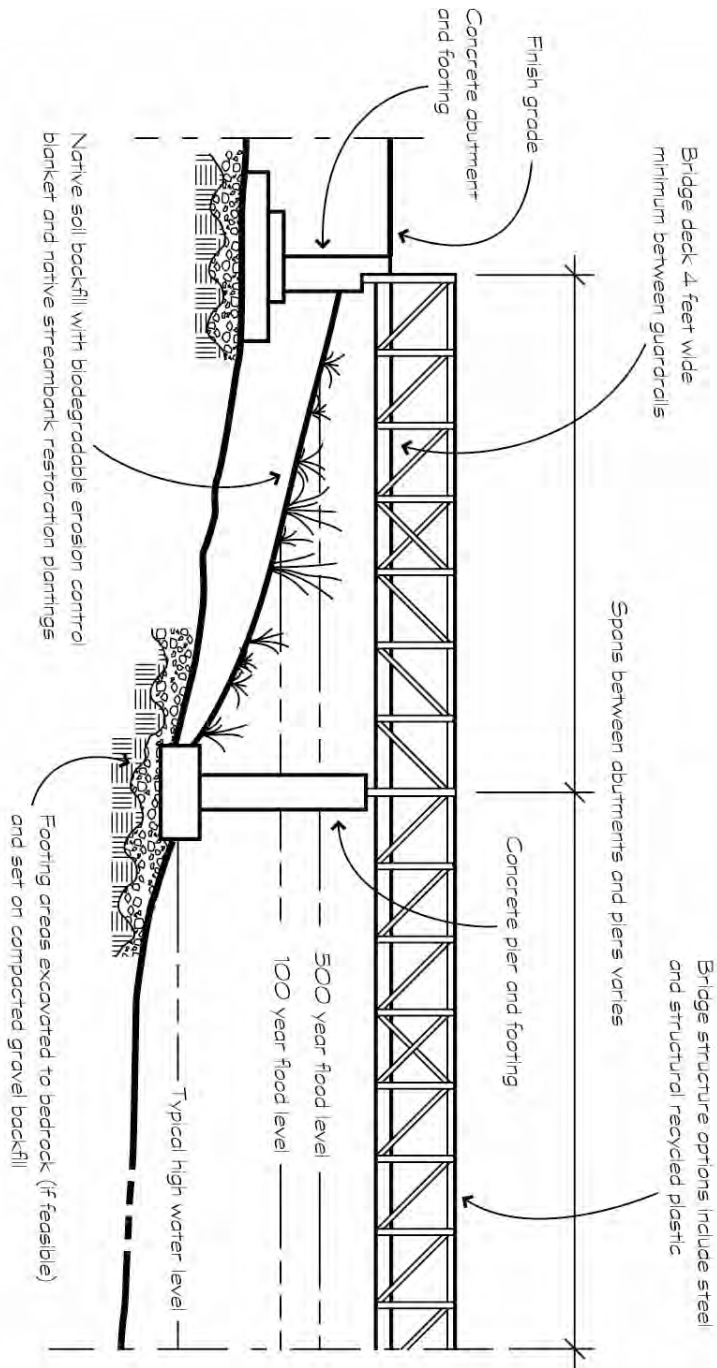 Bridge structure options include steel
and structural recycled plastic
Spans between abutments and piers varies
Bridge deck 4 feet wide
minimum between guardrails
Finish grade
Concrete abutment
and footing
Concrete pier and footing
500 year flood level
100 year flood level
Typical high water level
Native soil backfill with biodegradable erosion control
blanket and native streambank restoration plantings
Footing areas excavated to bedrock (if feasible)
and set on compacted gravel backfill